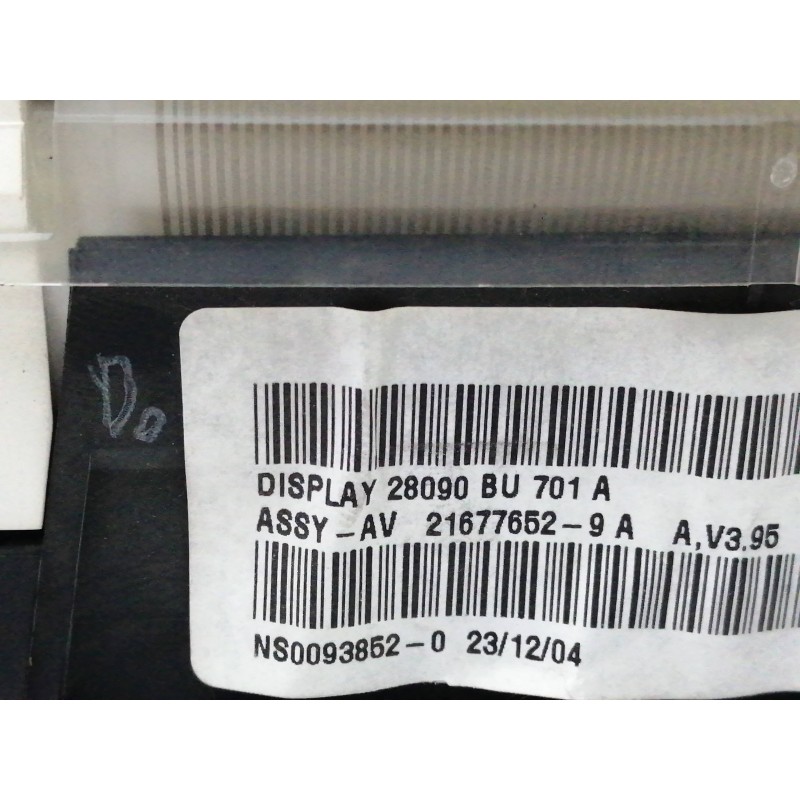 DISPLAY 28090 BU 701 A
ASSY-AV 21677652-9 A A,V3.95
NS0093852-0 23/12/04